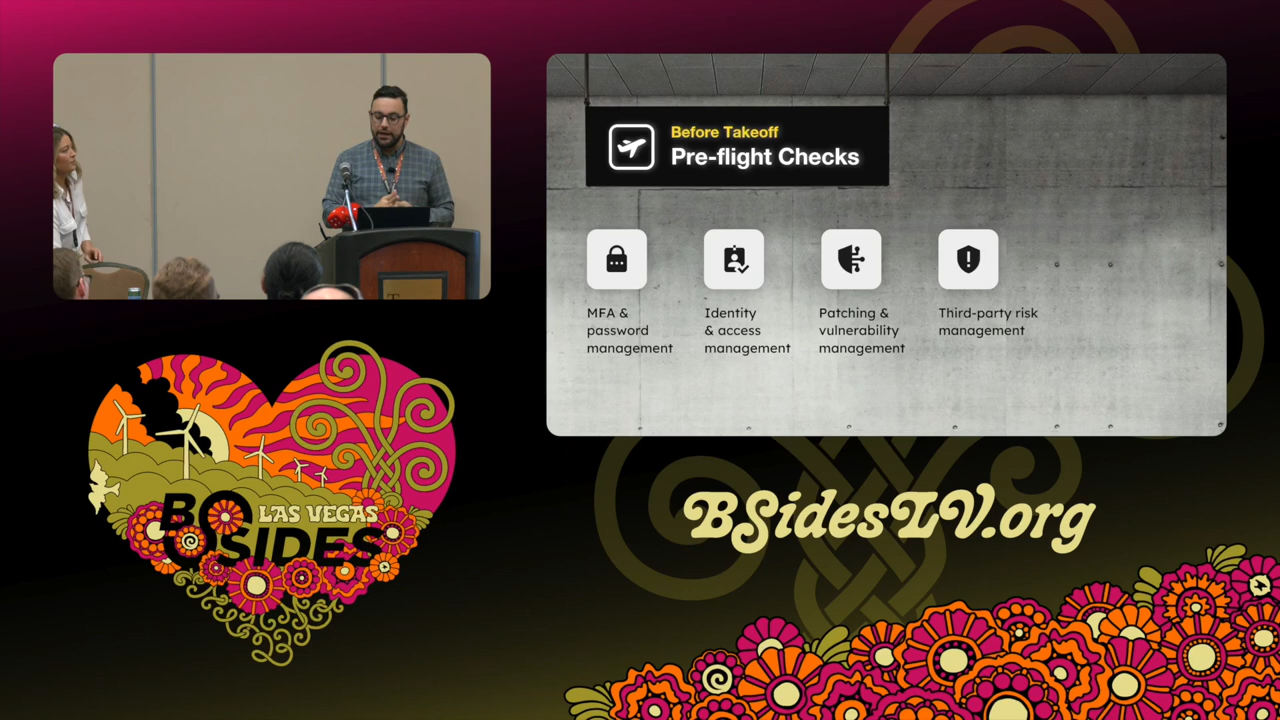 Before Takeoff
Pre-flight Checks
MFA &
password
management
Identity
& access
management
Patching &
vulnerability
management
Third-party risk
management
LAS VEGAS
BSIDES
BSidesLV.org